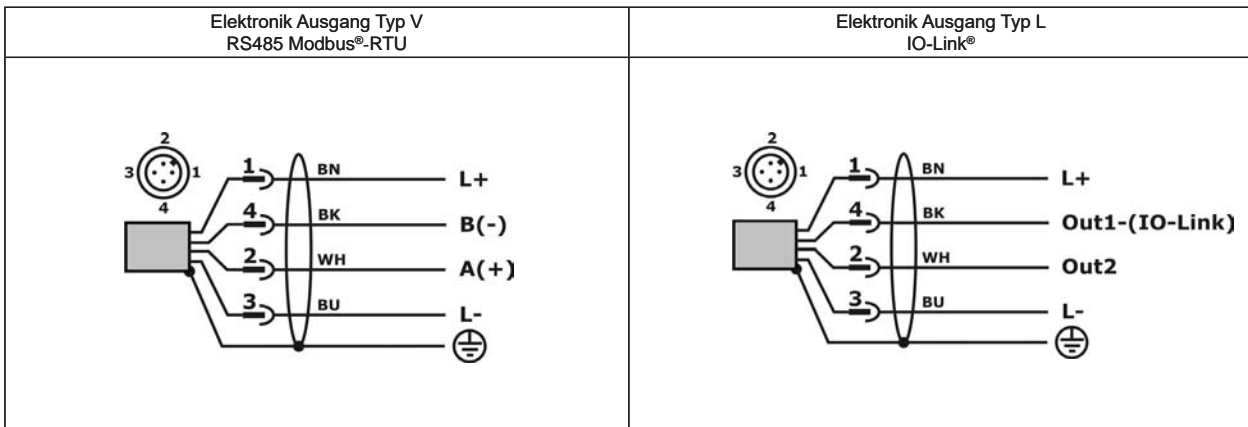 Elektronik Ausgang Typ V
RS485 Modbus®-RTU
2
3
1
4
1
BN
L+
4
BK
B(-)
2
WH
A(+)
3
BU
L-
Elektronik Ausgang Typ L
IO-Link®
2
3
1
4
1
BN
L+
4
BK
Out1-(IO-Link)
2
WH
Out2
3
BU
L-